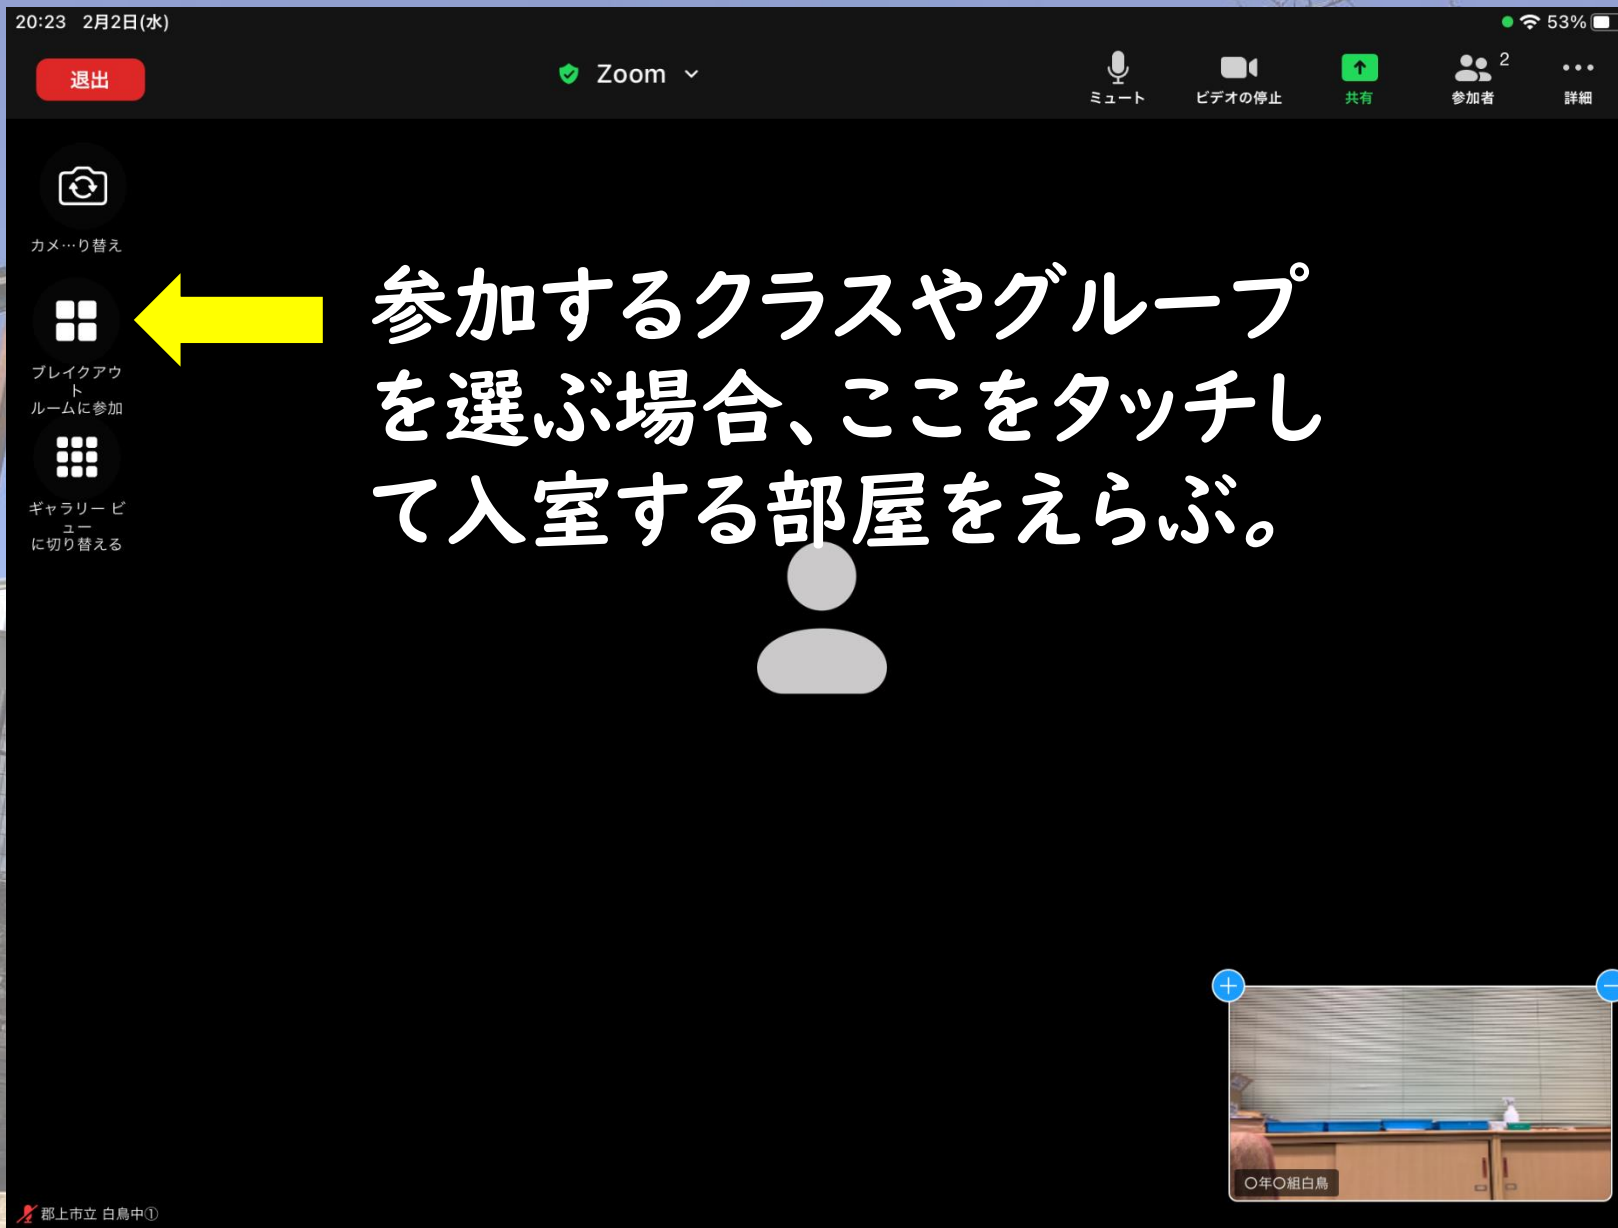 20:23 2月2日(水)
53%
退出
Zoom
ミュート
ビデオの停止
共有
2
参加者
詳細
カメ…り替え
ブレイクアウ
ト
ルームに参加
ギャラリー ビ
ュー
に切り替える
参加するクラスやグループ
を選ぶ場合、ここをタッチし
て入室する部屋をえらぶ。
〇年〇組白鳥
郡上市立 白鳥中①